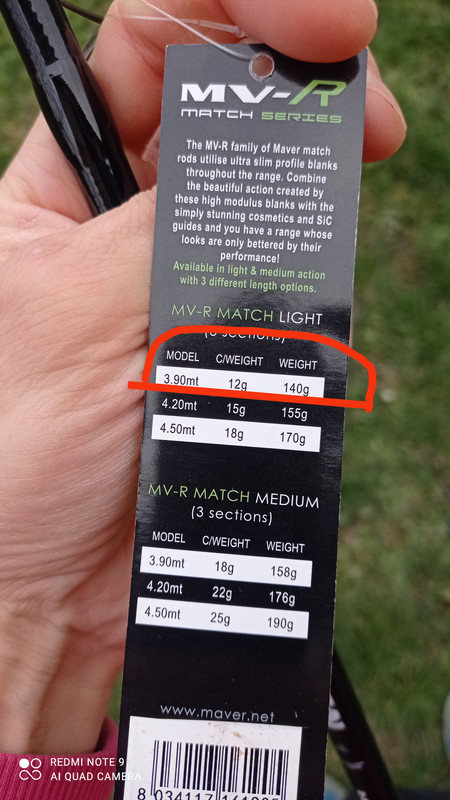 MV-R
MATCH SERIES
The MV-R family of Maver match
rods utilise ultra slim profile blanks
throughout the range. Combine
the beautiful action created by
these high modulus blanks with the
simply stunning cosmetics and SiC
guides and you have a range whose
looks are only bettered by their
performance!
Available in light & medium action
with 3 different length options.
MV-R MATCH LIGHT
sections)
MODEL C/WEIGHT WEIGHT
3.90mt 12g 140g
4.20mt 15g 155g
4.50mt 18g 170g
MV-R MATCH MEDIUM
(3 sections)
MODEL C/WEIGHT WEIGHT
3.90mt 18g 158g
4.20mt 22g 176g
4.50mt 25g 190g
www.maver.net
8 034117
REDMI NOTE 9
AI QUAD CAMERA